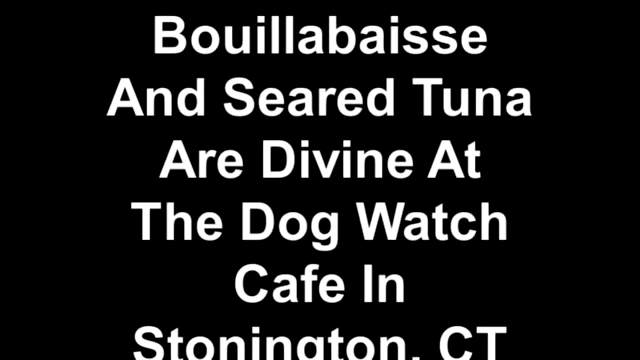 Bouillabaisse
And Seared Tuna
Are Divine At
The Dog Watch
Cafe In
Stonington, CT